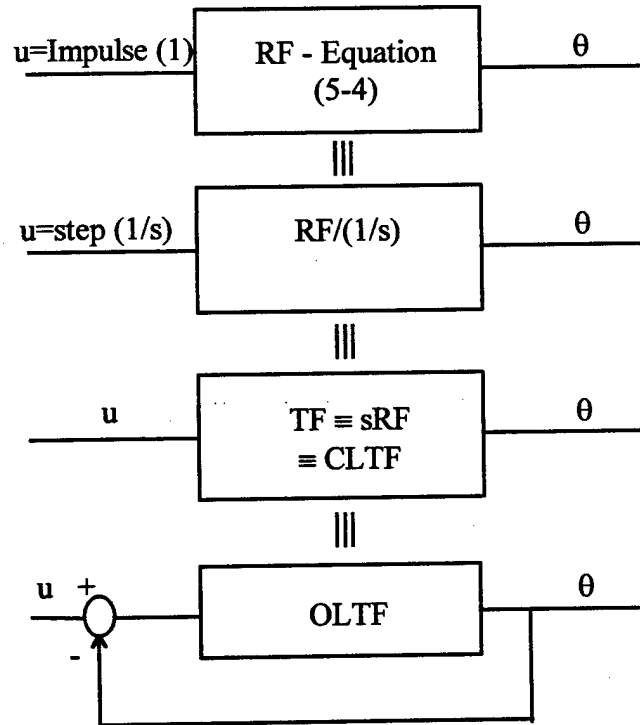 u=Impulse (1)
RF - Equation
(5-4)
θ
|||
u=step (1/s)
RF/(1/s)
θ
|||
u
TF ≡ sRF
≡ CLTF
θ
|||
u
+
-
OLTF
θ